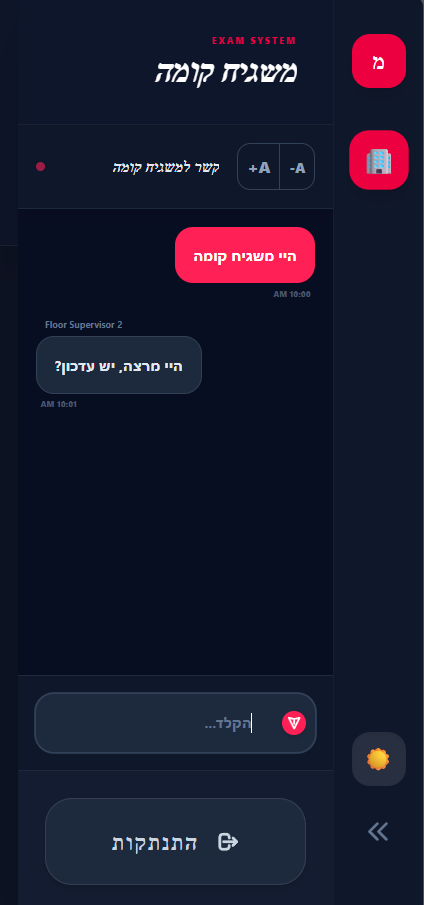 מ
EXAM SYSTEM
משגיח קומה
קשר למשגיח קומה
A+
A-
היי משגיח קומה
10:00 AM
Floor Supervisor 2
היי מרצה, יש עדכון?
10:01 AM
הקלד...
התנתקות